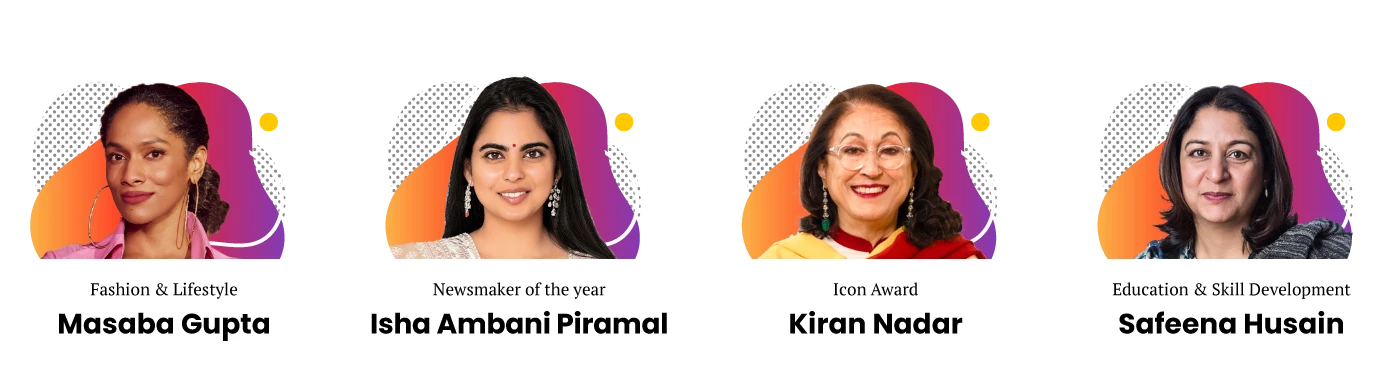 Fashion & Lifestyle
Masaba Gupta
Newsmaker of the year
Isha Ambani Piramal
Icon Award
Kiran Nadar
Education & Skill Development
Safeena Husain